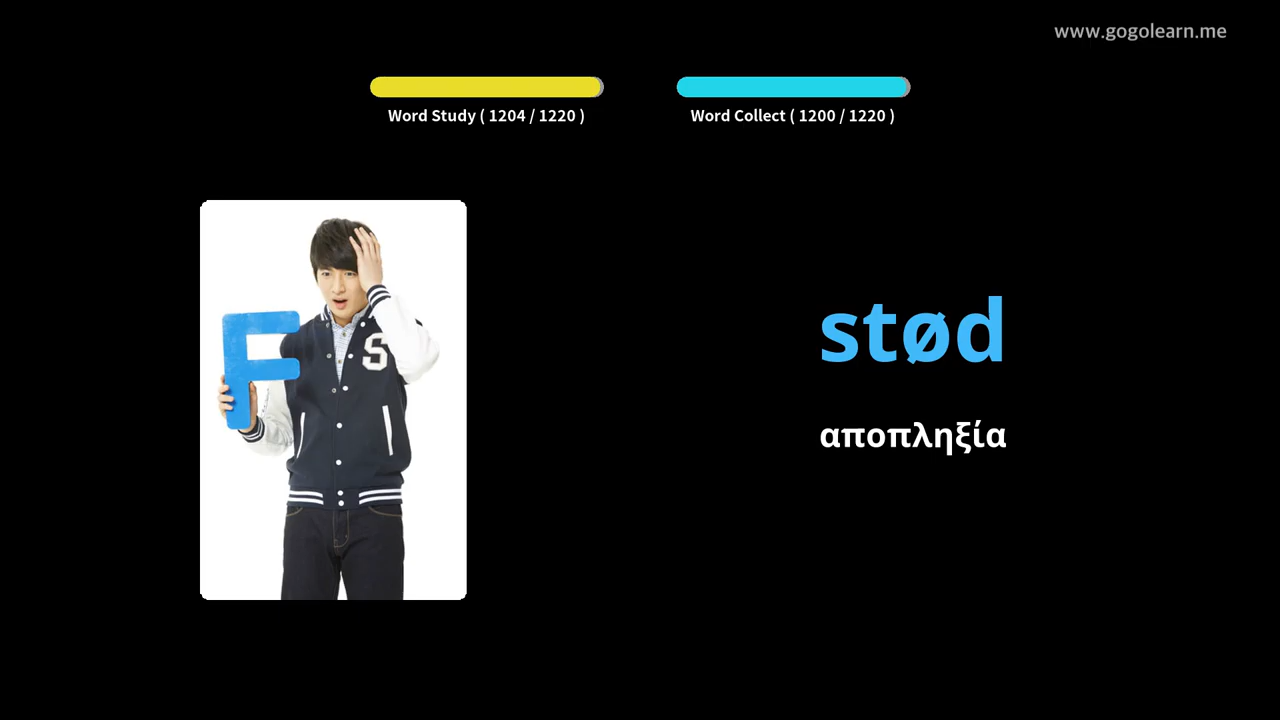 www.gogolearn.me
Word Study ( 1204 / 1220 )
Word Collect ( 1200 / 1220 )
F
S
stød
αποπληξία